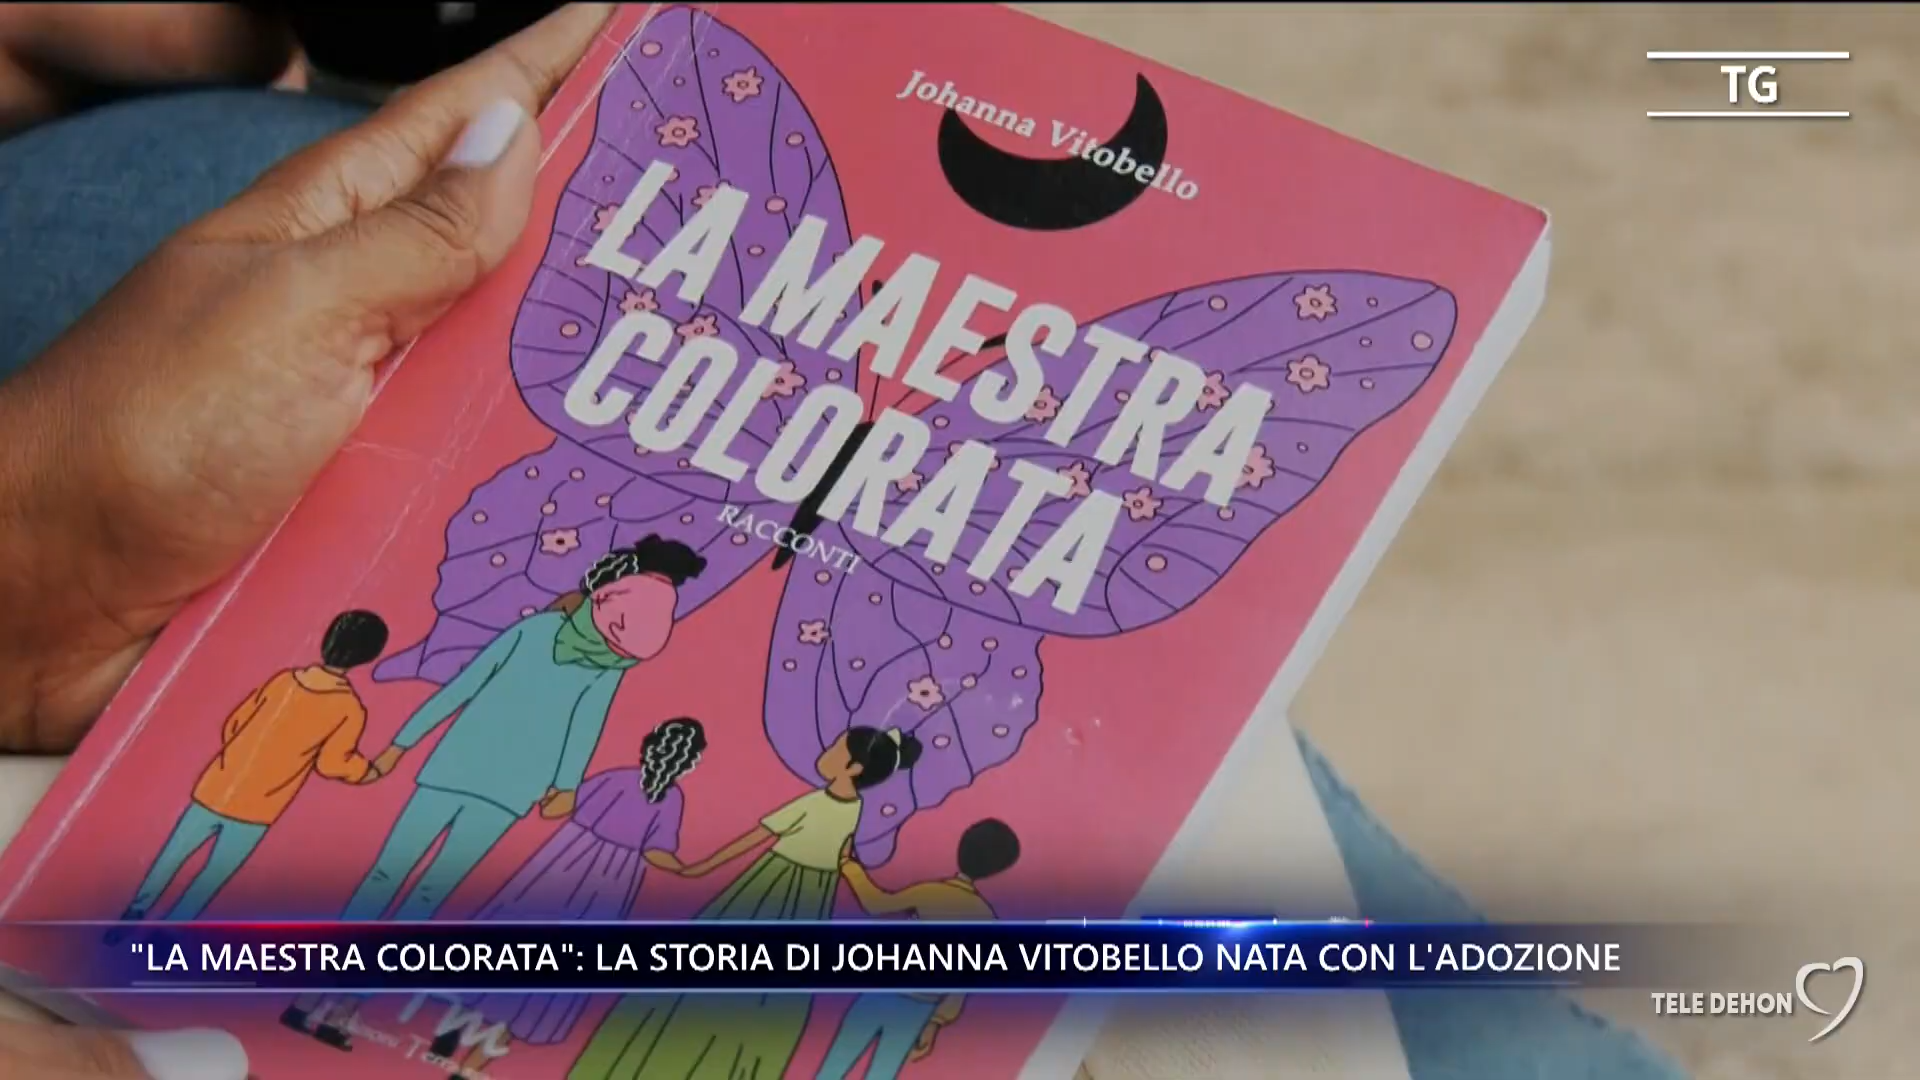 TG
Johanna Vitobello
LA MAESTRA
COLORATA
RACCONTI
"LA MAESTRA COLORATA": LA STORIA DI JOHANNA VITOBELLO NATA CON L'ADOZIONE
TELE DEHON